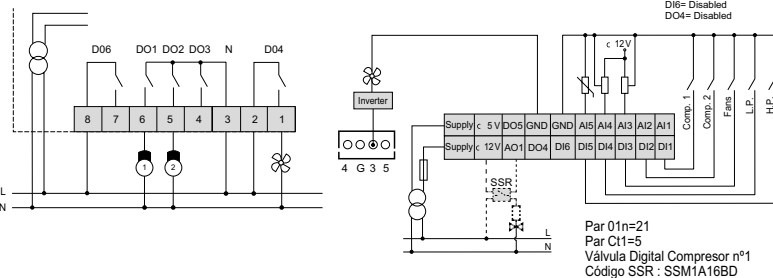 DI6= Disabled
DO4= Disabled
D06 DO1 DO2 DO3 N D04
8 7 6 5 4 3 2 1
1 2
L
N
c 12V
Inverter
4 G 3 5
Supply c 5 V DO5 GND GND AI5 AI4 AI3 AI2 AI1
Supply c 12V AO1 DO4 DI6 DI5 DI4 DI3 DI2 DI1
Comp. 1
Comp. 2
Fans
L.P.
H.P.
SSR
L
N
Par 01n=21
Par Ct1=5
Válvula Digital Compresor nº1
Código SSR : SSM1A16BD